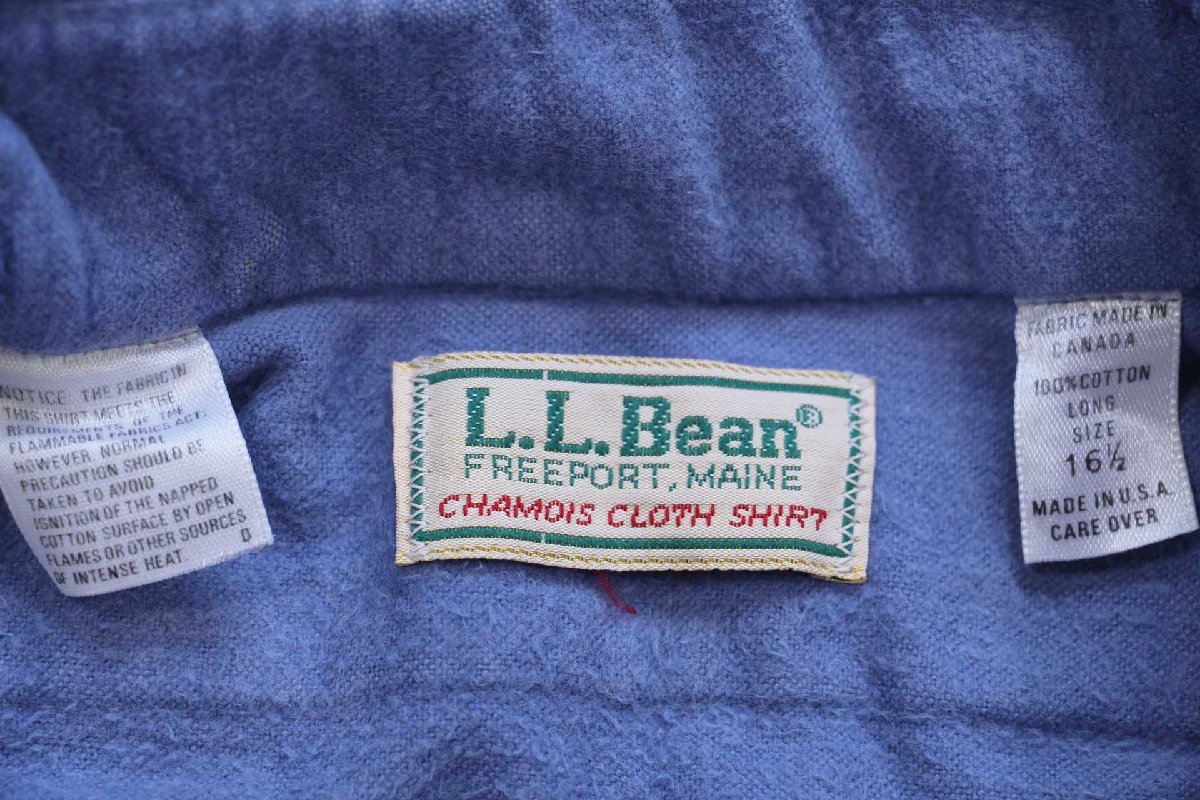 NOTICE: THE FABRIC IN
THIS SHIRT MEETS THE
REQUIREMENTS OF THE
FLAMMABLE FABRICS ACT.
HOWEVER, NORMAL
PRECAUTION SHOULD BE
TAKEN TO AVOID
IGNITION OF THE NAPPED
COTTON SURFACE BY OPEN
FLAMES OR OTHER SOURCES
OF INTENSE HEAT D
L.L.Bean®
FREEPORT, MAINE
CHAMOIS CLOTH SHIRT
FABRIC MADE IN
CANADA
100% COTTON
LONG
SIZE
16½
MADE IN U.S.A.
CARE OVER